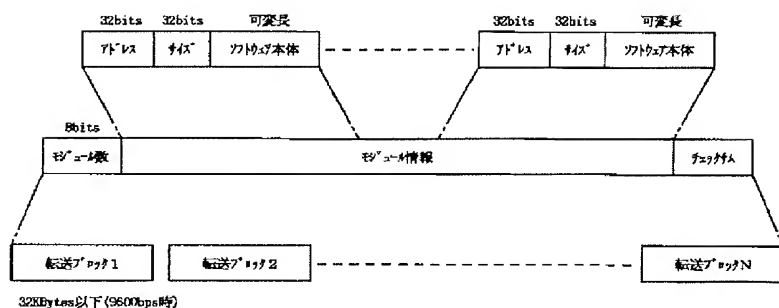 32bits 32bits 可変長 32bits 32bits 可変長
アドレス サイズ ソフトウェア本体 アドレス サイズ ソフトウェア本体
8bits
モジュール数 モジュール情報 チェックサム
転送ブロック1 転送ブロック2 転送ブロックN
32KBytes以下(9600bps時)